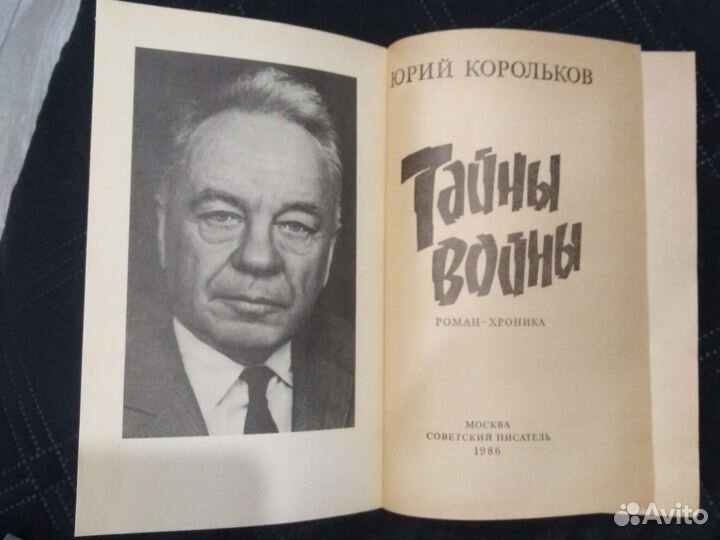 ЮРИЙ КОРОЛЬКОВ
Тайны
войны
РОМАН-ХРОНИКА
МОСКВА
СОВЕТСКИЙ ПИСАТЕЛЬ
1986
Avito